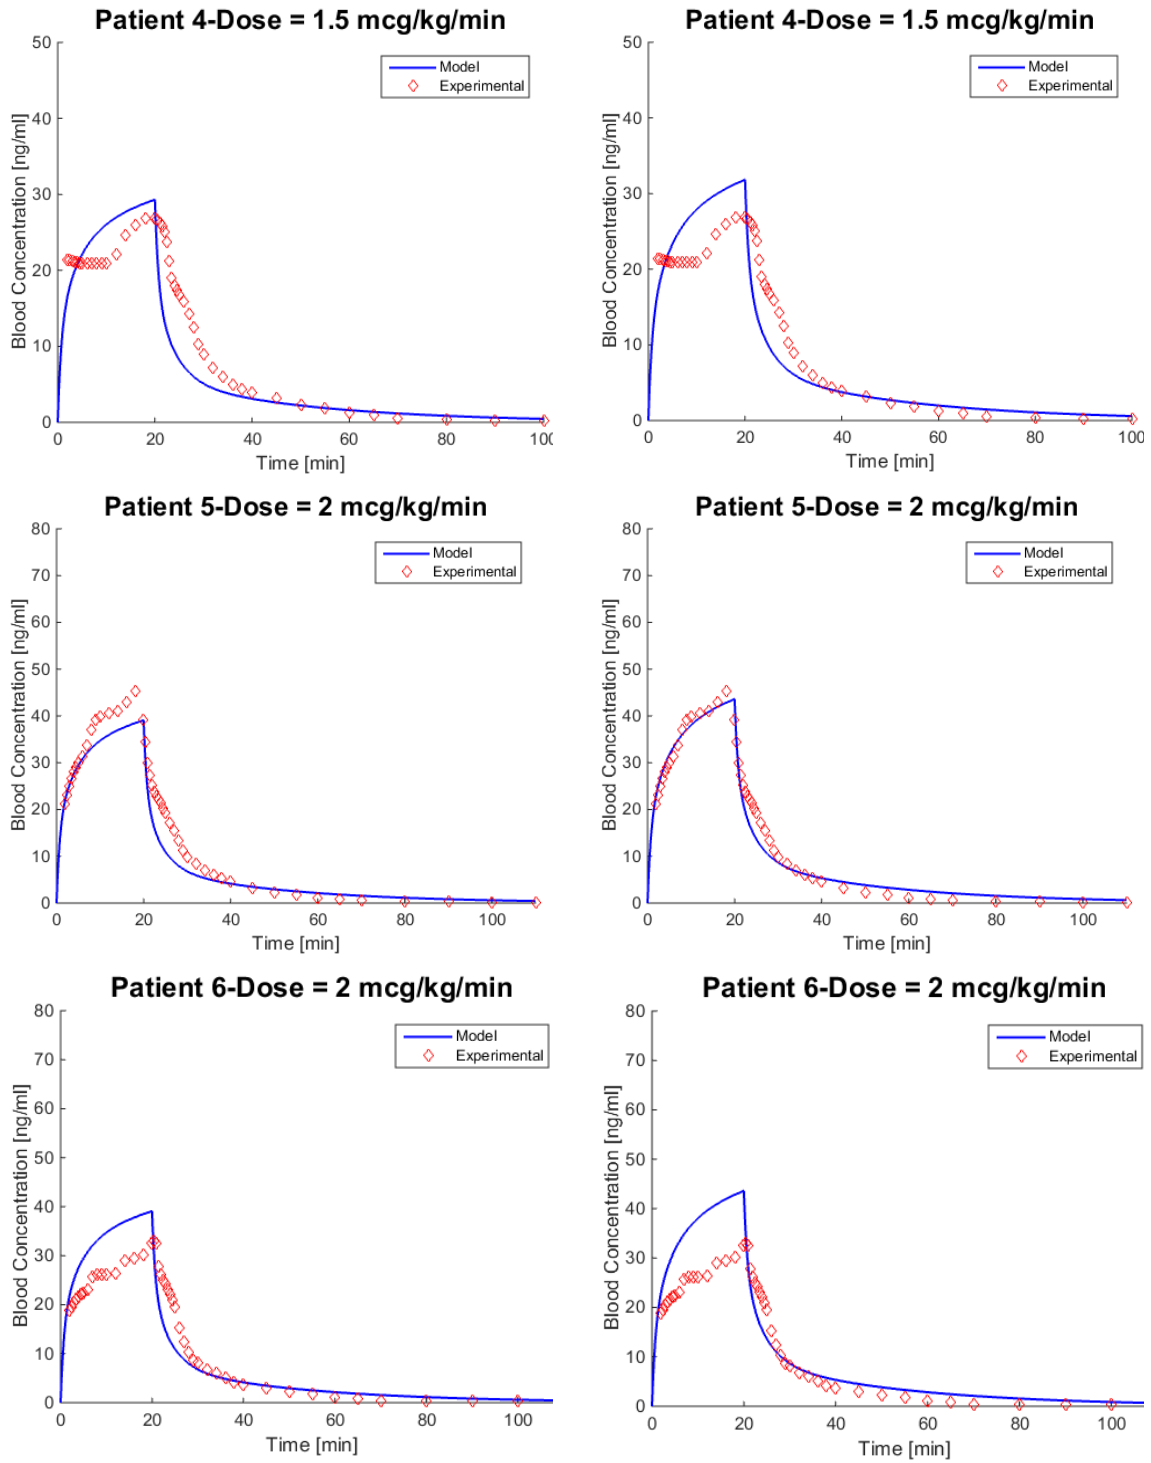 Patient 4-Dose = 1.5 mcg/kg/min
Blood Concentration [ng/ml]
50
40
30
20
10
0
Model
Experimental
0 20 40 60 80 100
Time [min]
Patient 4-Dose = 1.5 mcg/kg/min
Blood Concentration [ng/ml]
50
40
30
20
10
0
Model
Experimental
0 20 40 60 80 100
Time [min]
Patient 5-Dose = 2 mcg/kg/min
Blood Concentration [ng/ml]
80
70
60
50
40
30
20
10
0
Model
Experimental
0 20 40 60 80 100
Time [min]
Patient 5-Dose = 2 mcg/kg/min
Blood Concentration [ng/ml]
80
70
60
50
40
30
20
10
0
Model
Experimental
0 20 40 60 80 100
Time [min]
Patient 6-Dose = 2 mcg/kg/min
Blood Concentration [ng/ml]
80
70
60
50
40
30
20
10
0
Model
Experimental
0 20 40 60 80 100
Time [min]
Patient 6-Dose = 2 mcg/kg/min
Blood Concentration [ng/ml]
80
70
60
50
40
30
20
10
0
Model
Experimental
0 20 40 60 80 100
Time [min]